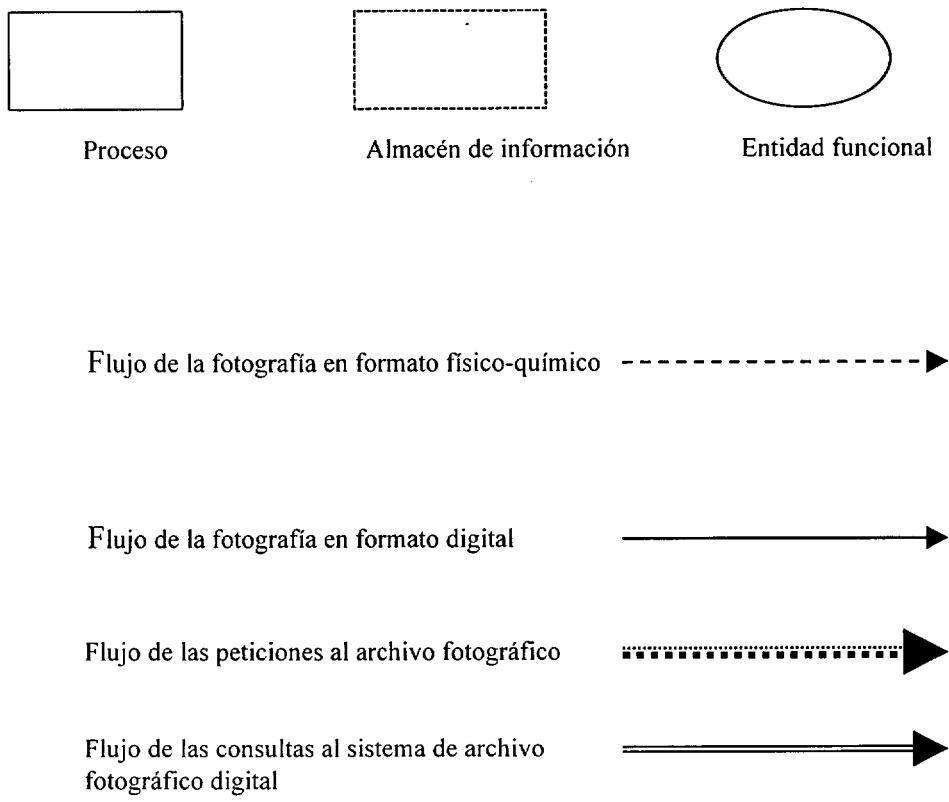 Proceso
Almacén de información
Entidad funcional
Flujo de la fotografía en formato físico-químico
Flujo de la fotografía en formato digital
Flujo de las peticiones al archivo fotográfico
Flujo de las consultas al sistema de archivo
fotográfico digital